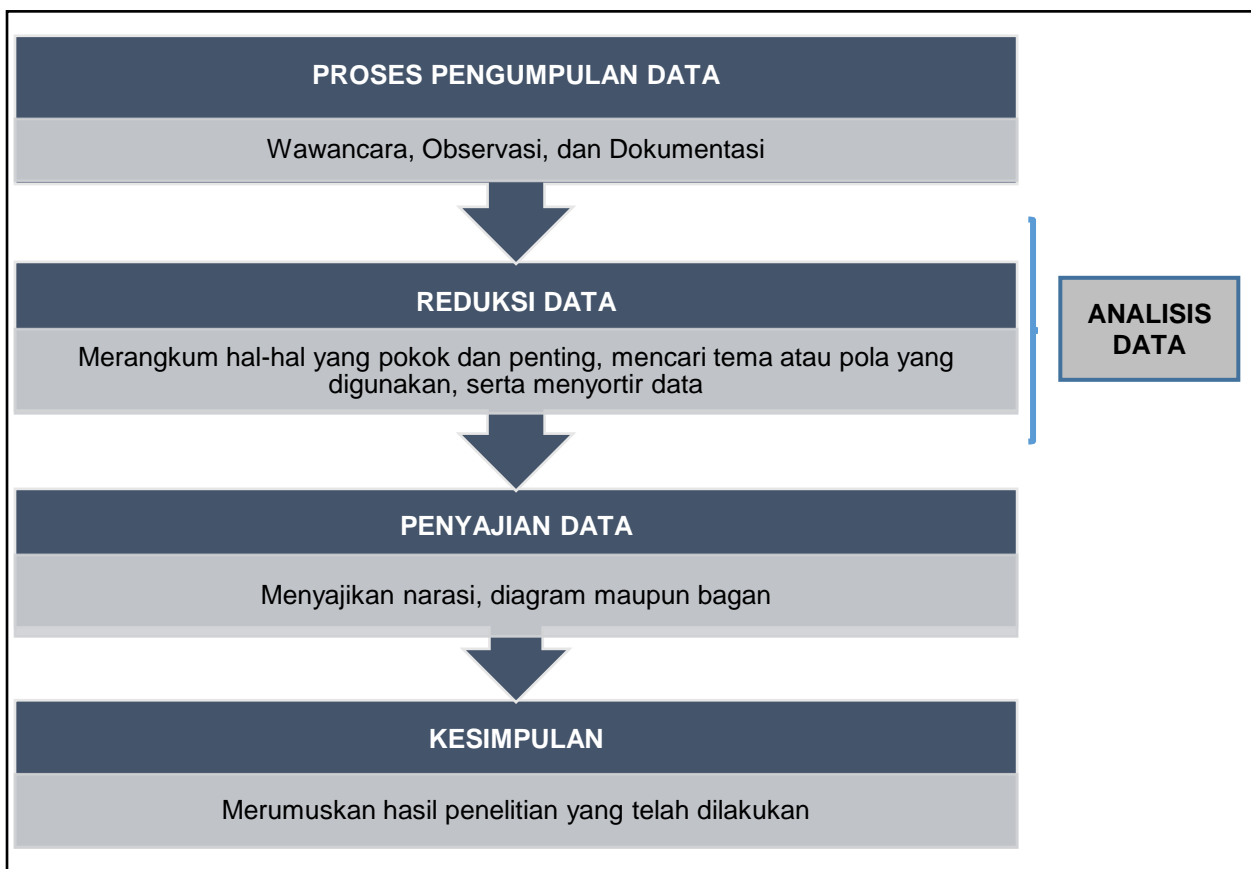 PROSES PENGUMPULAN DATA
Wawancara, Observasi, dan Dokumentasi
REDUKSI DATA
Merangkum hal-hal yang pokok dan penting, mencari tema atau pola yang
digunakan, serta menyortir data
ANALISIS
DATA
PENYAJIAN DATA
Menyajikan narasi, diagram maupun bagan
KESIMPULAN
Merumuskan hasil penelitian yang telah dilakukan